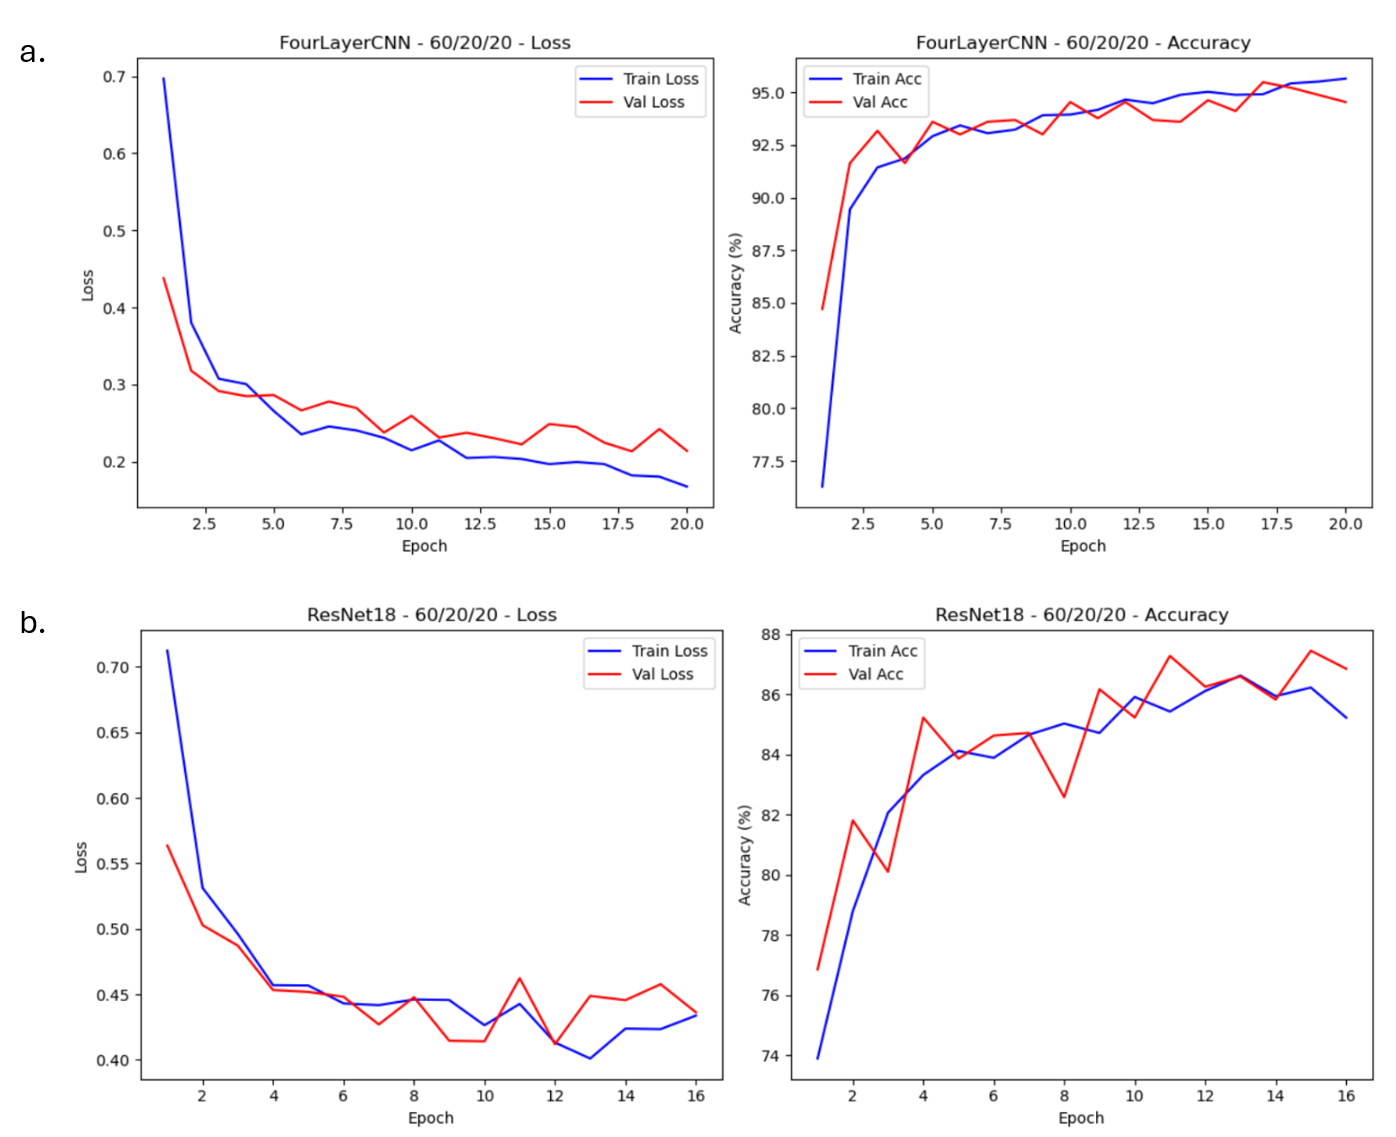 a.
FourLayerCNN - 60/20/20 - Loss
Train Loss
Val Loss
0.7
0.6
0.5
0.4
0.3
0.2
Loss
2.5 5.0 7.5 10.0 12.5 15.0 17.5 20.0
Epoch
FourLayerCNN - 60/20/20 - Accuracy
Train Acc
Val Acc
95.0
92.5
90.0
87.5
85.0
82.5
80.0
77.5
Accuracy (%)
2.5 5.0 7.5 10.0 12.5 15.0 17.5 20.0
Epoch
b.
ResNet18 - 60/20/20 - Loss
Train Loss
Val Loss
0.70
0.65
0.60
0.55
0.50
0.45
0.40
Loss
2 4 6 8 10 12 14 16
Epoch
ResNet18 - 60/20/20 - Accuracy
Train Acc
Val Acc
88
86
84
82
80
78
76
74
Accuracy (%)
2 4 6 8 10 12 14 16
Epoch